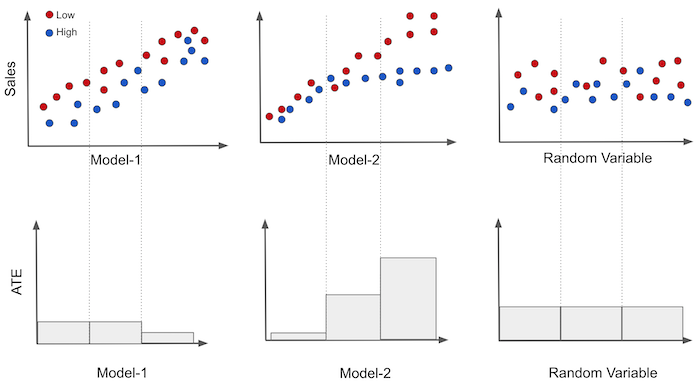 Low
High
Sales
Model-1
Model-2
Random Variable
ATE
Model-1
Model-2
Random Variable